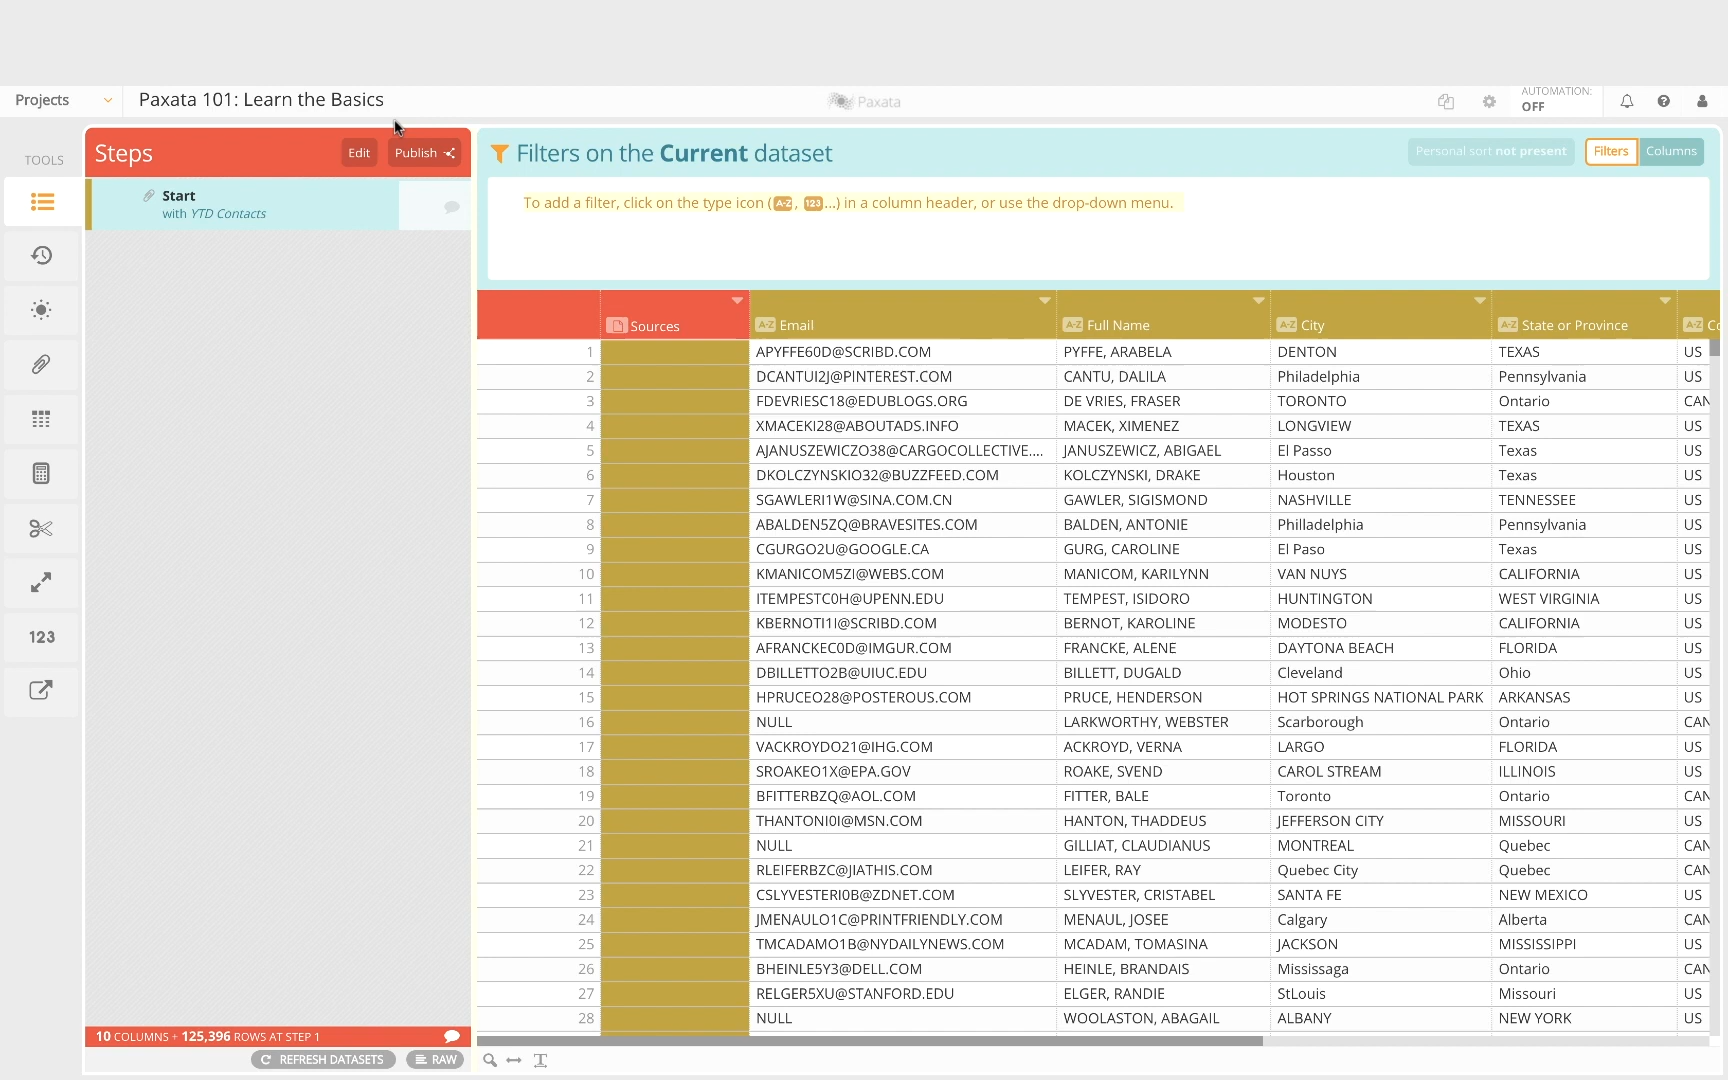 Projects
Paxata 101: Learn the Basics
Paxata
AUTOMATION:
OFF
TOOLS
Steps
Edit
Publish
Start
with YTD Contacts
123
10 COLUMNS + 125,396 ROWS AT STEP 1
REFRESH DATASETS
RAW
Filters on the Current dataset
Personal sort not present
Filters
Columns
To add a filter, click on the type icon (A-Z, 123...) in a column header, or use the drop-down menu.
Sources A-Z Email A-Z Full Name A-Z City A-Z State or Province A-Z Co
1 APYFFE60D@SCRIBD.COM PYFFE, ARABELA DENTON TEXAS US
2 DCANTUI2J@PINTEREST.COM CANTU, DALILA Philadelphia Pennsylvania US
3 FDEVRIESC18@EDUBLOGS.ORG DE VRIES, FRASER TORONTO Ontario CAN
4 XMACEKI28@ABOUTADS.INFO MACEK, XIMENEZ LONGVIEW TEXAS US
5 AJANUSZEWICZO38@CARGOCOLLECTIVE.... JANUSZEWICZ, ABIGAEL El Passo Texas US
6 DKOLCZYNSKIO32@BUZZFEED.COM KOLCZYNSKI, DRAKE Houston Texas US
7 SGAWLERI1W@SINA.COM.CN GAWLER, SIGISMOND NASHVILLE TENNESSEE US
8 ABALDEN5ZQ@BRAVESITES.COM BALDEN, ANTONIE Philladelphia Pennsylvania US
9 CGURGO2U@GOOGLE.CA GURG, CAROLINE El Paso Texas US
10 KMANICOM5ZI@WEBS.COM MANICOM, KARILYNN VAN NUYS CALIFORNIA US
11 ITEMPESTC0H@UPENN.EDU TEMPEST, ISIDORO HUNTINGTON WEST VIRGINIA US
12 KBERNOTI1I@SCRIBD.COM BERNOT, KAROLINE MODESTO CALIFORNIA US
13 AFRANCKEC0D@IMGUR.COM FRANCKE, ALENE DAYTONA BEACH FLORIDA US
14 DBILLETTO2B@UIUC.EDU BILLETT, DUGALD Cleveland Ohio US
15 HPRUCEO28@POSTEROUS.COM PRUCE, HENDERSON HOT SPRINGS NATIONAL PARK ARKANSAS US
16 NULL LARKWORTHY, WEBSTER Scarborough Ontario CAN
17 VACKROYDO21@IHG.COM ACKROYD, VERNA LARGO FLORIDA US
18 SROAKEO1X@EPA.GOV ROAKE, SVEND CAROL STREAM ILLINOIS US
19 BFITTERBZQ@AOL.COM FITTER, BALE Toronto Ontario CAN
20 THANTONI0I@MSN.COM HANTON, THADDEUS JEFFERSON CITY MISSOURI US
21 NULL GILLIAT, CLAUDIANUS MONTREAL Quebec CAN
22 RLEIFERBZC@JIATHIS.COM LEIFER, RAY Quebec City Quebec CAN
23 CSLYVESTERI0B@ZDNET.COM SLYVESTER, CRISTABEL SANTA FE NEW MEXICO US
24 JMENAULO1C@PRINTFRIENDLY.COM MENAUL, JOSEE Calgary Alberta CAN
25 TMCADAMO1B@NYDAILYNEWS.COM MCADAM, TOMASINA JACKSON MISSISSIPPI US
26 BHEINLE5Y3@DELL.COM HEINLE, BRANDAIS Mississaga Ontario CAN
27 RELGER5XU@STANFORD.EDU ELGER, RANDIE StLouis Missouri US
28 NULL WOOLASTON, ABAGAIL ALBANY NEW YORK US